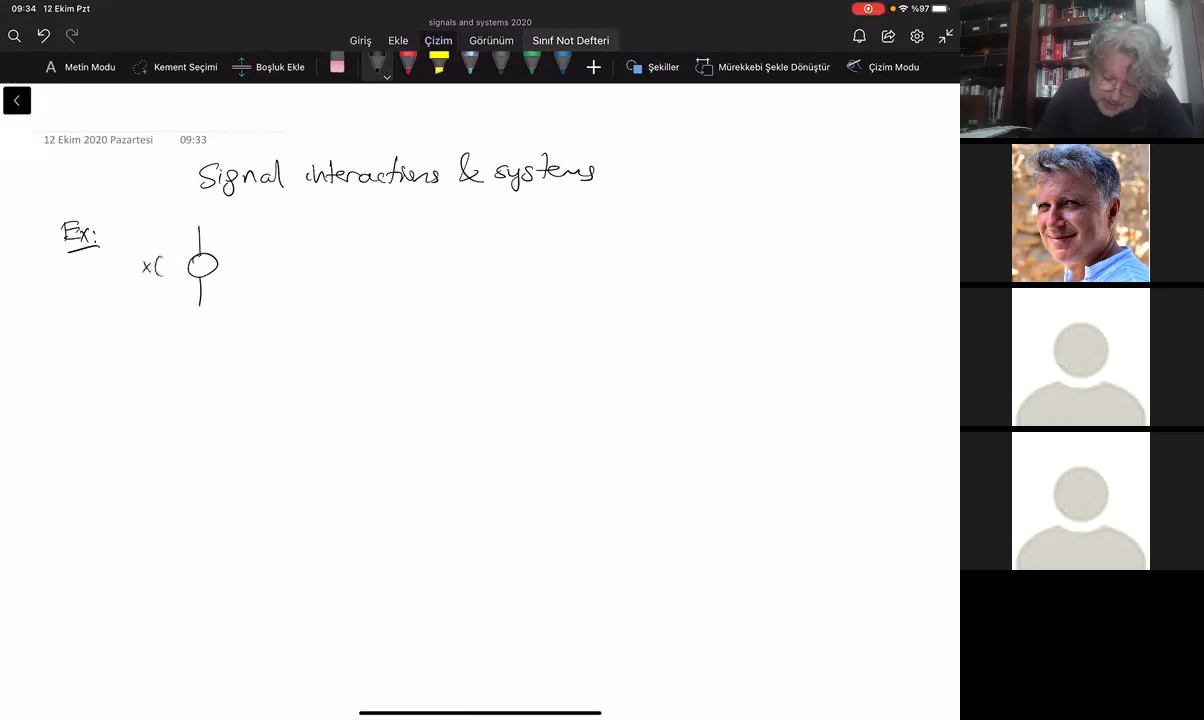 09:34 12 Ekim Pzt %97
signals and systems 2020
Giriş Ekle Çizim Görünüm Sınıf Not Defteri
A Metin Modu Kement Seçimi Boşluk Ekle Şekiller Mürekkebi Şekle Dönüştür Çizim Modu
12 Ekim 2020 Pazartesi 09:33
Signal interactions & systems
Ex:
x(